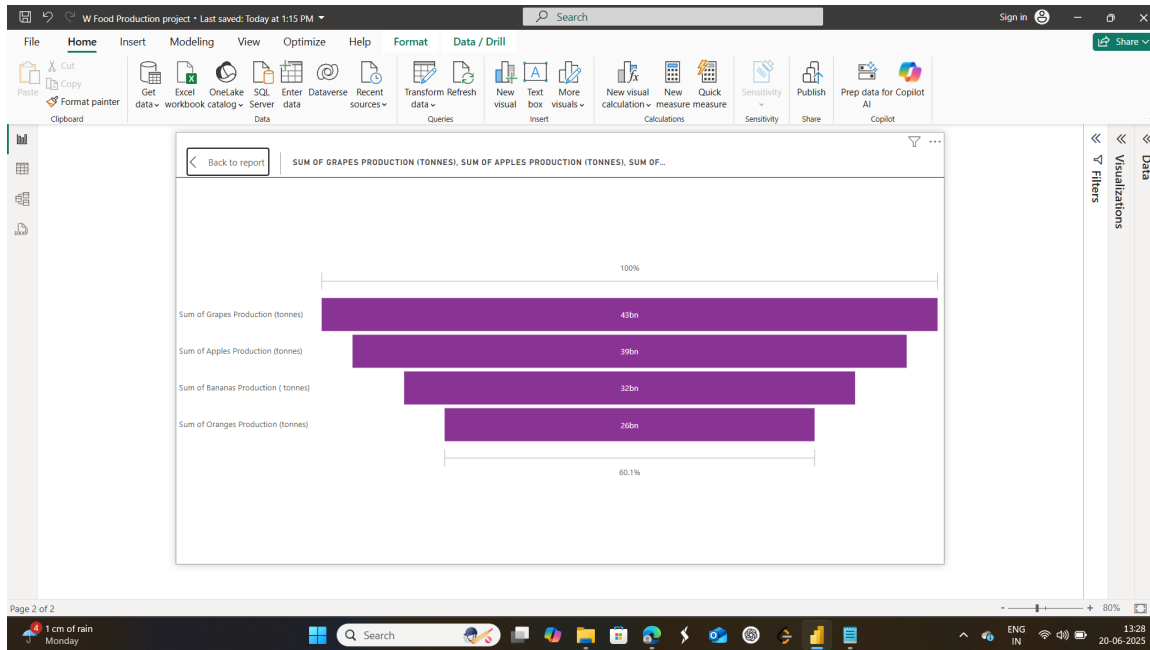 W Food Production project • Last saved: Today at 1:15 PM
Search
Sign in
File Home Insert Modeling View Optimize Help Format Data / Drill
Share
Paste
Cut
Copy
Format painter
Clipboard
Get data
Excel workbook
OneLake catalog
SQL Server
Enter data
Dataverse
Recent sources
Data
Transform data
Refresh
Queries
New visual
Text box
More visuals
Insert
New visual calculation
New measure
Quick measure
Calculations
Sensitivity
Sensitivity
Publish
Share
Prep data for AI
Copilot
Copilot
Back to report
SUM OF GRAPES PRODUCTION (TONNES), SUM OF APPLES PRODUCTION (TONNES), SUM OF...
Filters
Visualizations
Data
100%
Sum of Grapes Production (tonnes) 43bn
Sum of Apples Production (tonnes) 39bn
Sum of Bananas Production ( tonnes) 32bn
Sum of Oranges Production (tonnes) 26bn
60.1%
Page 2 of 2
80%
4
1 cm of rain
Monday
Search
ENG
IN
13:28
20-06-2025